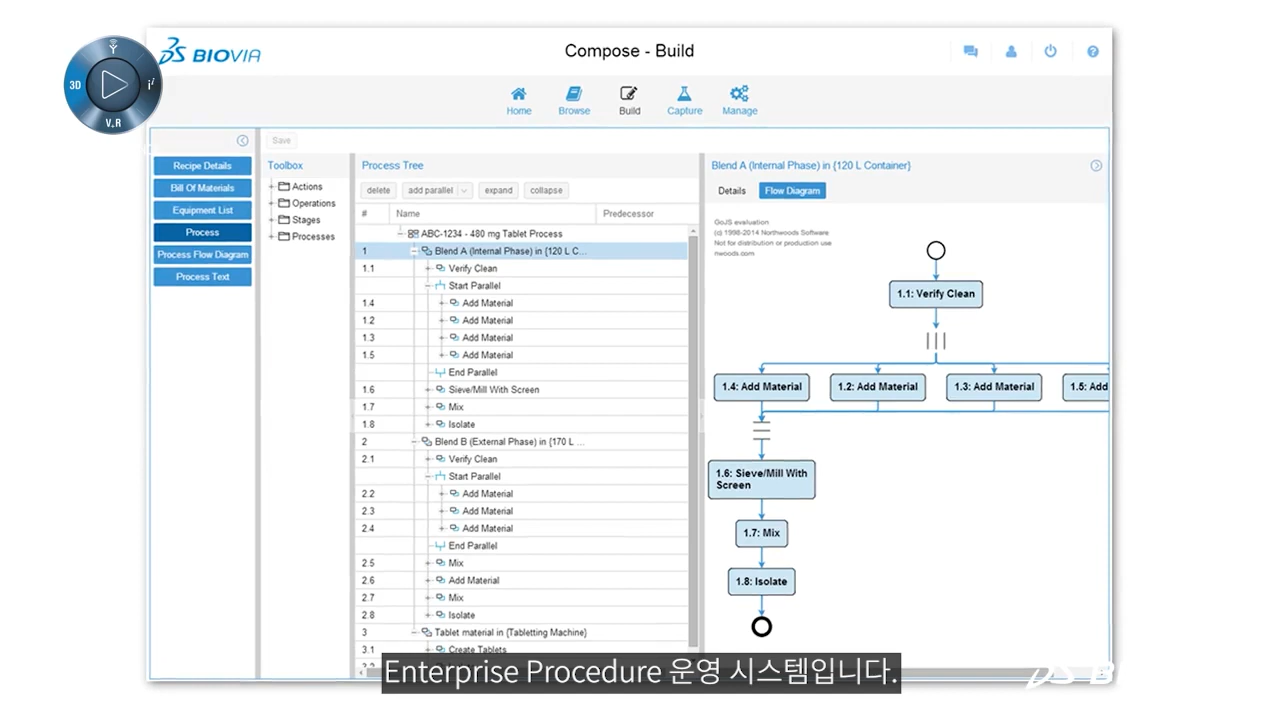 3D
V.R
BIOVIA
Compose - Build
Home
Browse
Build
Capture
Manage
Save
Recipe Details
Bill Of Materials
Equipment List
Process
Process Flow Diagram
Process Text
Toolbox
Actions
Operations
Stages
Processes
Process Tree
delete
add parallel
expand
collapse
# Name Predecessor
ABC-1234 - 480 mg Tablet Process
1 Blend A (Internal Phase) in {120 L C...
1.1 Verify Clean
Start Parallel
1.4 Add Material
1.2 Add Material
1.3 Add Material
1.5 Add Material
End Parallel
1.6 Sieve/Mill With Screen
1.7 Mix
1.8 Isolate
2 Blend B (External Phase) in {170 L ...
2.1 Verify Clean
Start Parallel
2.2 Add Material
2.3 Add Material
2.4 Add Material
End Parallel
2.5 Mix
2.6 Add Material
2.7 Mix
2.8 Isolate
3 Tablet material in {Tabletting Machine}
3.1 Create Tablets
Blend A (Internal Phase) in {120 L Container}
Details
Flow Diagram
GoJS evaluation
(c) 1998-2014 Northwoods Software
Not for distribution or production use
nwoods.com
1.1: Verify Clean
1.4: Add Material
1.2: Add Material
1.3: Add Material
1.5: Add
1.6: Sieve/Mill With
Screen
1.7: Mix
1.8: Isolate
Enterprise Procedure 운영 시스템입니다.